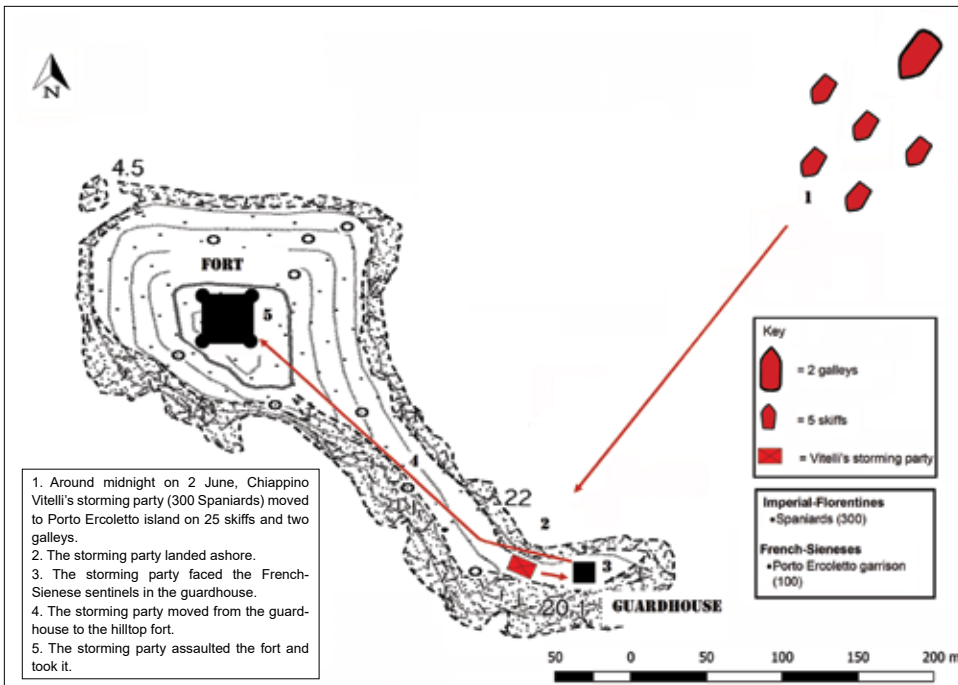 N
4.5
FORT
5
1
4
22
2
3
20.1
GUARDHOUSE
Key
= 2 galleys
= 5 skiffs
= Vitelli's storming party
Imperial-Florentines
•Spaniards (300)
French-Sieneses
•Porto Ercoletto garrison
(100)
1. Around midnight on 2 June, Chiappino
Vitelli's storming party (300 Spaniards) moved
to Porto Ercoletto island on 25 skiffs and two
galleys.
2. The storming party landed ashore.
3. The storming party faced the French-
Sienese sentinels in the guardhouse.
4. The storming party moved from the guard-
house to the hilltop fort.
5. The storming party assaulted the fort and
took it.
50 0 50 100 150 200 m